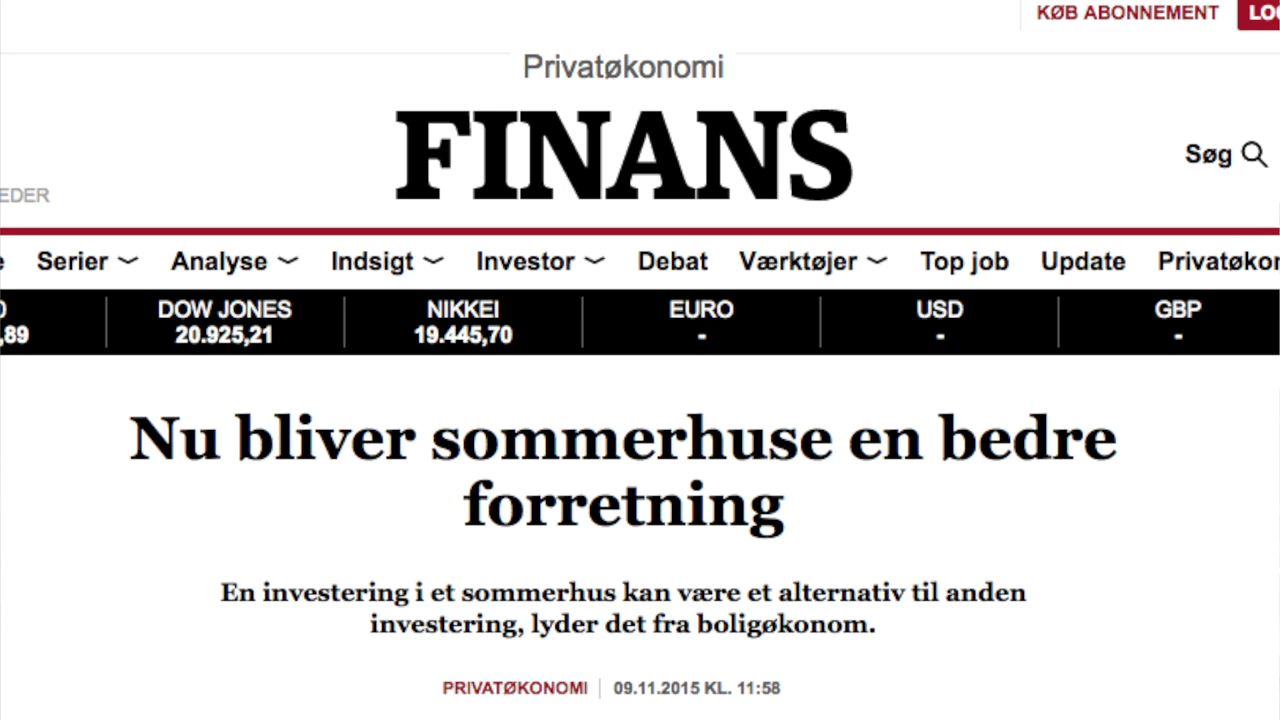 KØB ABONNEMENT
Privatøkonomi
FINANS
Søg
Serier Analyse Indsigt Investor Debat Værktøjer Top job Update
DOW JONES NIKKEI EURO USD GBP
,89 20.925,21 19.445,70 - - -
Nu bliver sommerhuse en bedre
forretning
En investering i et sommerhus kan være et alternativ til anden
investering, lyder det fra boligøkonom.
PRIVATØKONOMI 09.11.2015 KL. 11:58